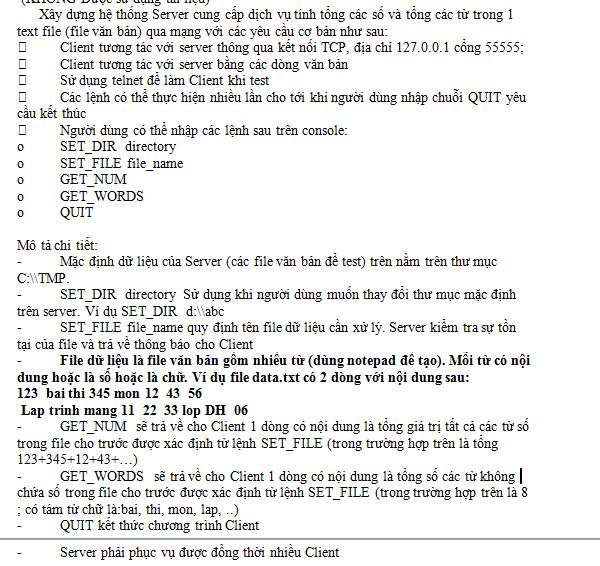 (KHÔNG Được sử dụng tài liệu)
Xây dựng hệ thống Server cung cấp dịch vụ tính tổng các số và tổng các từ trong 1
text file (file văn bản) qua mạng với các yêu cầu cơ bản như sau:
 Client tương tác với server thông qua kết nối TCP, địa chỉ 127.0.0.1 cổng 55555;
 Client tương tác với server bằng các dòng văn bản
 Sử dụng telnet để làm Client khi test
 Các lệnh có thể thực hiện nhiều lần cho tới khi người dùng nhập chuỗi QUIT yêu
cầu kết thúc
 Người dùng có thể nhập các lệnh sau trên console:
o SET_DIR directory
o SET_FILE file_name
o GET_NUM
o GET_WORDS
o QUIT
Mô tả chi tiết:
- Mặc định dữ liệu của Server (các file văn bản để test) trên nằm trên thư mục
C:\\TMP.
- SET_DIR directory Sử dụng khi người dùng muốn thay đổi thư mục mặc định
trên server. Ví dụ SET_DIR d:\\abc
- SET_FILE file_name quy định tên file dữ liệu cần xử lý. Server kiểm tra sự tồn
tại của file và trả về thông báo cho Client
- File dữ liệu là file văn bản gồm nhiều từ (dùng notepad để tạo). Mổi từ có nội
dung hoặc là số hoặc là chữ. Ví dụ file data.txt có 2 dòng với nội dung sau:
123 bai thi 345 mon 12 43 56
Lap trinh mang 11 22 33 lop DH 06
- GET_NUM sẽ trả về cho Client 1 dòng có nội dung là tổng giá trị tất cả các từ số
trong file cho trước được xác định từ lệnh SET_FILE (trong trường hợp trên là tổng
123+345+12+43+...)
- GET_WORDS sẽ trả về cho Client 1 dòng có nội dung là tổng số các từ không
chứa số trong file cho trước được xác định từ lệnh SET_FILE (trong trường hợp trên là 8
; có tám từ chữ là:bai, thi, mon, lap, ..)
- QUIT kết thức chương trình Client
- Server phải phục vụ được đồng thời nhiều Client